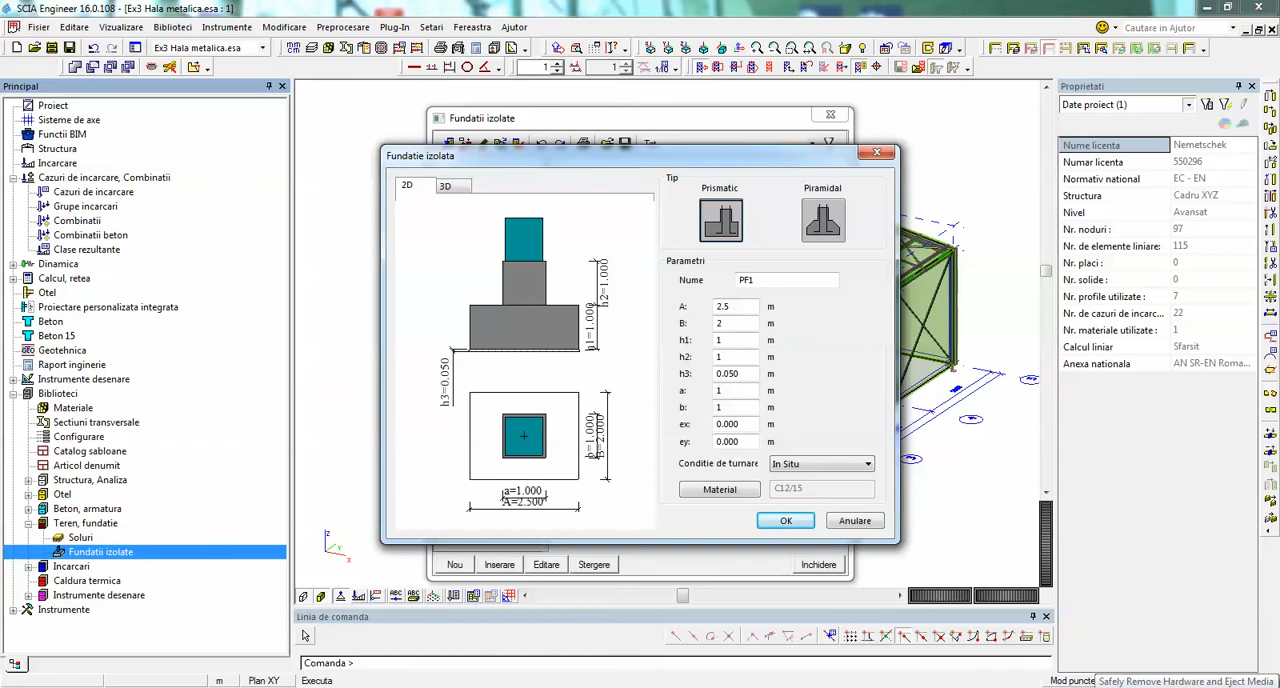 SCIA Engineer 16.0.108 - [Ex3 Hala metalica.esa : 1]
Fisier Editare Vizualizare Biblioteci Instrumente Modificare Preprocesare Plug-In Setari Fereastra Ajutor
Cautare in Ajutor
Ex3 Hala metalica.esa
1 1
Principal
Proiect
Sisteme de axe
Functii BIM
Structura
Incarcare
Cazuri de incarcare, Combinatii
Cazuri de incarcare
Grupe incarcari
Combinatii
Combinatii beton
Clase rezultante
Dinamica
Calcul, retea
Otel
Proiectare personalizata integrata
Beton
Beton 15
Geotehnica
Raport inginerie
Instrumente desenare
Biblioteci
Materiale
Sectiuni transversale
Configurare
Catalog sabloane
Articol denumit
Structura, Analiza
Otel
Beton, armatura
Teren, fundatie
Soluri
Fundatii izolate
Incarcari
Caldura termica
Instrumente desenare
Instrumente
Fundatii izolate
Nou Inserare Editare Stergere Inchidere
Fundatie izolata
2D 3D
h2=1.000
h1=1.000
h3=0.050
b=1.000
B=2.000
a=1.000
A=2.500
Tip
Prismatic Piramidal
Parametri
Nume PF1
A: 2.5 m
B: 2 m
h1: 1 m
h2: 1 m
h3: 0.050 m
a: 1 m
b: 1 m
ex: 0.000 m
ey: 0.000 m
Conditie de turnare In Situ
Material C12/15
OK Anulare
z
y
x
Proprietati
Date proiect (1)
Nume licenta Nemetschek
Numar licenta 550296
Normativ national EC - EN
Structura Cadru XYZ
Nivel Avansat
Nr. noduri : 97
Nr. de elemente liniare: 115
Nr. placi : 0
Nr. solide : 0
Nr. profile utilizate : 7
Nr. de cazuri de incarc... 22
Nr. materiale utilizate : 1
Calcul liniar Sfarsit
Anexa nationala AN SR-EN Roma...
Linia de comanda
Comanda >
m Plan XY Executa
Mod puncte
Safely Remove Hardware and Eject Media